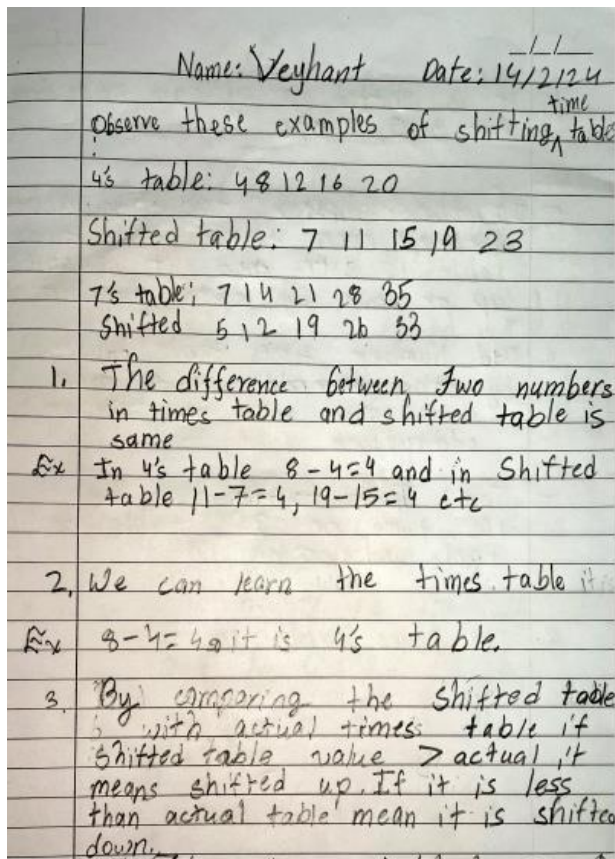 _/_/__
Name: Veyhant Date: 14/2/24
Observe these examples of shifting ^time table
4's table: 4 8 12 16 20
Shifted table: 7 11 15 19 23
7's table; 7 14 21 28 35
Shifted 5 12 19 26 33
1. The difference between two numbers
in times table and shifted table is
same
Ex In 4's table 8-4=4 and in Shifted
table 11-7=4, 19-15=4 etc
2. We can learn the times table it
Ex 8-4=4 it is 4's table.
3. By comparing the shifted table
with actual times table if
shifted table value > actual, it
means shifted up. If it is less
than actual table mean it is shifted
down.